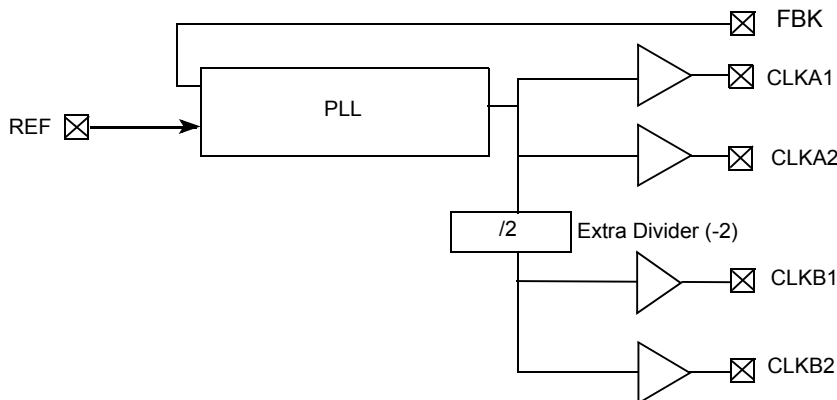 FBK
CLKA1
PLL
REF
CLKA2
/2
Extra Divider (-2)
CLKB1
CLKB2